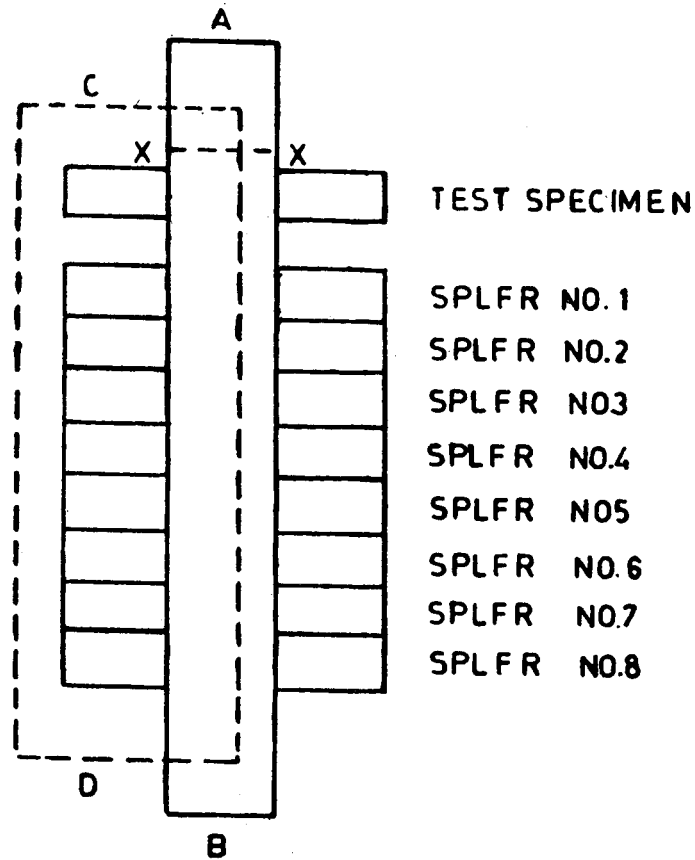 A
C
X X
TEST SPECIMEN
SPLFR NO.1
SPLFR NO.2
SPLFR NO3
SPLFR NO.4
SPLFR NO5
SPLFR NO.6
SPLFR NO.7
SPLFR NO.8
D
B